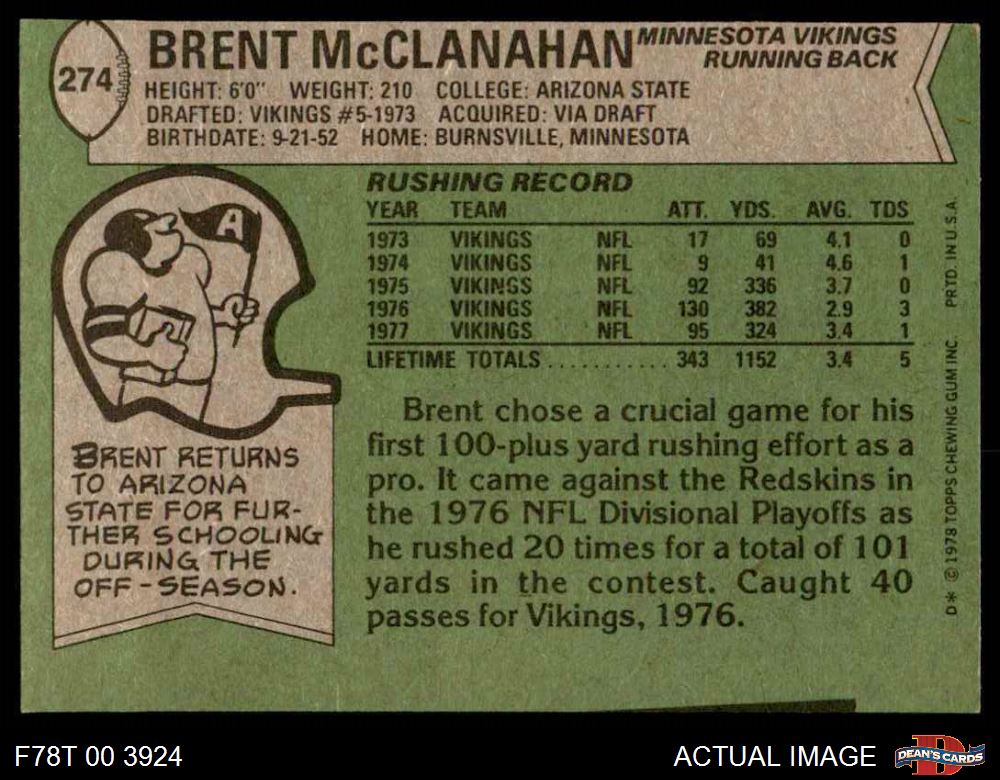 274
BRENT McCLANAHAN
MINNESOTA VIKINGS
RUNNING BACK
HEIGHT: 6'0" WEIGHT: 210 COLLEGE: ARIZONA STATE
DRAFTED: VIKINGS #5-1973 ACQUIRED: VIA DRAFT
BIRTHDATE: 9-21-52 HOME: BURNSVILLE, MINNESOTA
A
BRENT RETURNS
TO ARIZONA
STATE FOR FUR-
THER SCHOOLING
DURING THE
OFF-SEASON.
RUSHING RECORD
YEAR TEAM ATT. YDS. AVG. TDS
1973 VIKINGS NFL 17 69 4.1 0
1974 VIKINGS NFL 9 41 4.6 1
1975 VIKINGS NFL 92 336 3.7 0
1976 VIKINGS NFL 130 382 2.9 3
1977 VIKINGS NFL 95 324 3.4 1
LIFETIME TOTALS........... 343 1152 3.4 5
Brent chose a crucial game for his
first 100-plus yard rushing effort as a
pro. It came against the Redskins in
the 1976 NFL Divisional Playoffs as
he rushed 20 times for a total of 101
yards in the contest. Caught 40
passes for Vikings, 1976.
D* © 1978 TOPPS CHEWING GUM INC. PRTD. IN U.S.A.
F78T 00 3924
ACTUAL IMAGE
D
DEAN'S CARDS